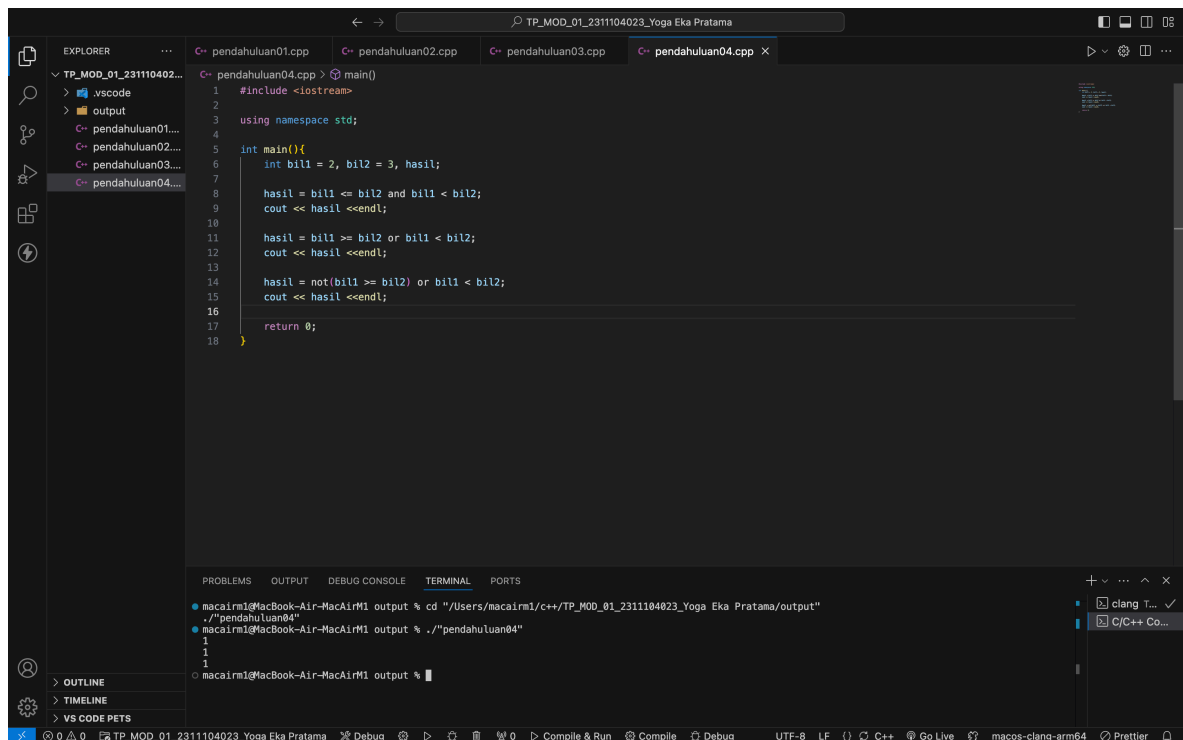 TP_MOD_01_2311104023_Yoga Eka Pratama
EXPLORER
TP_MOD_01_231110402...
.vscode
output
pendahuluan01....
pendahuluan02....
pendahuluan03....
pendahuluan04....
OUTLINE
TIMELINE
VS CODE PETS
pendahuluan01.cpp pendahuluan02.cpp pendahuluan03.cpp pendahuluan04.cpp
pendahuluan04.cpp > main()
1 #include <iostream>
2
3 using namespace std;
4
5 int main(){
6 int bil1 = 2, bil2 = 3, hasil;
7
8 hasil = bil1 <= bil2 and bil1 < bil2;
9 cout << hasil <<endl;
10
11 hasil = bil1 >= bil2 or bil1 < bil2;
12 cout << hasil <<endl;
13
14 hasil = not(bil1 >= bil2) or bil1 < bil2;
15 cout << hasil <<endl;
16
17 return 0;
18 }
PROBLEMS OUTPUT DEBUG CONSOLE TERMINAL PORTS
macairm1@MacBook-Air-MacAirM1 output % cd "/Users/macairm1/c++/TP_MOD_01_2311104023_Yoga Eka Pratama/output"
./"pendahuluan04"
macairm1@MacBook-Air-MacAirM1 output % ./"pendahuluan04"
1
1
1
macairm1@MacBook-Air-MacAirM1 output %
clang T...
C/C++ Co...
0 0 TP_MOD_01_2311104023_Yoga Eka Pratama Debug 0 Compile & Run Compile Debug UTF-8 LF {} C++ Go Live macos-clang-arm64 Prettier